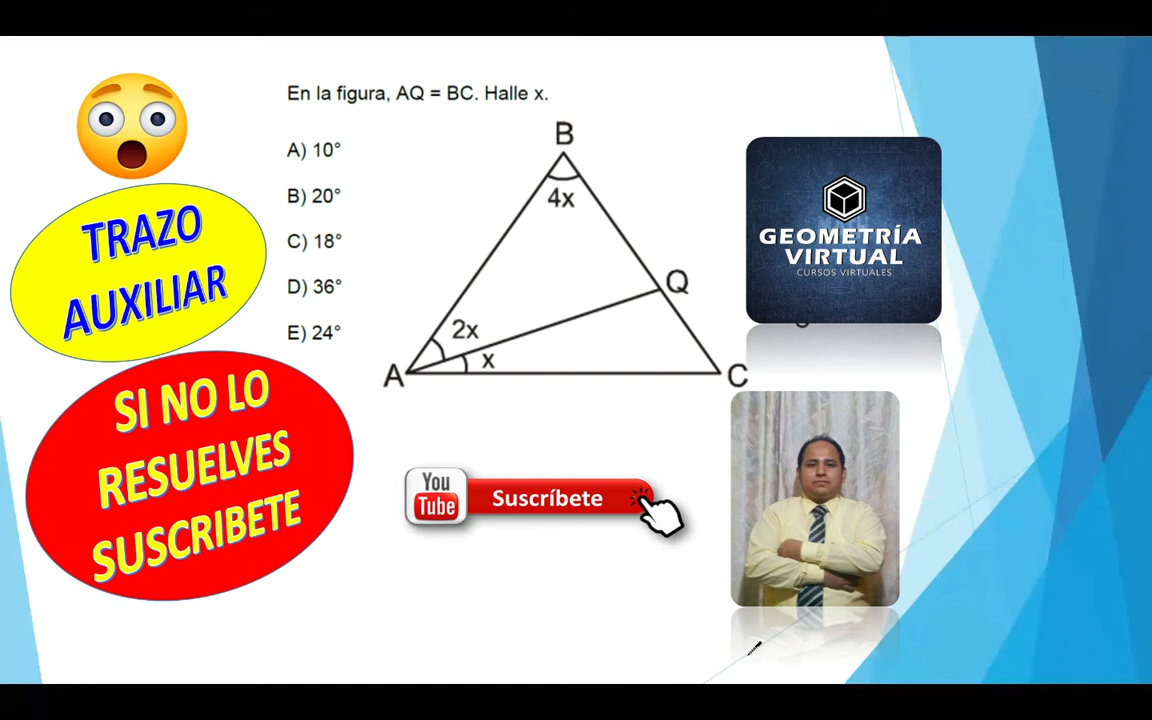 En la figura, AQ = BC. Halle x.
A) 10°
B) 20°
C) 18°
D) 36°
E) 24°
TRAZO
AUXILIAR
SI NO LO
RESUELVES
SUSCRIBETE
B
4x
Q
2x
x
A
C
GEOMETRÍA
VIRTUAL
CURSOS VIRTUALES
You
Tube
Suscríbete